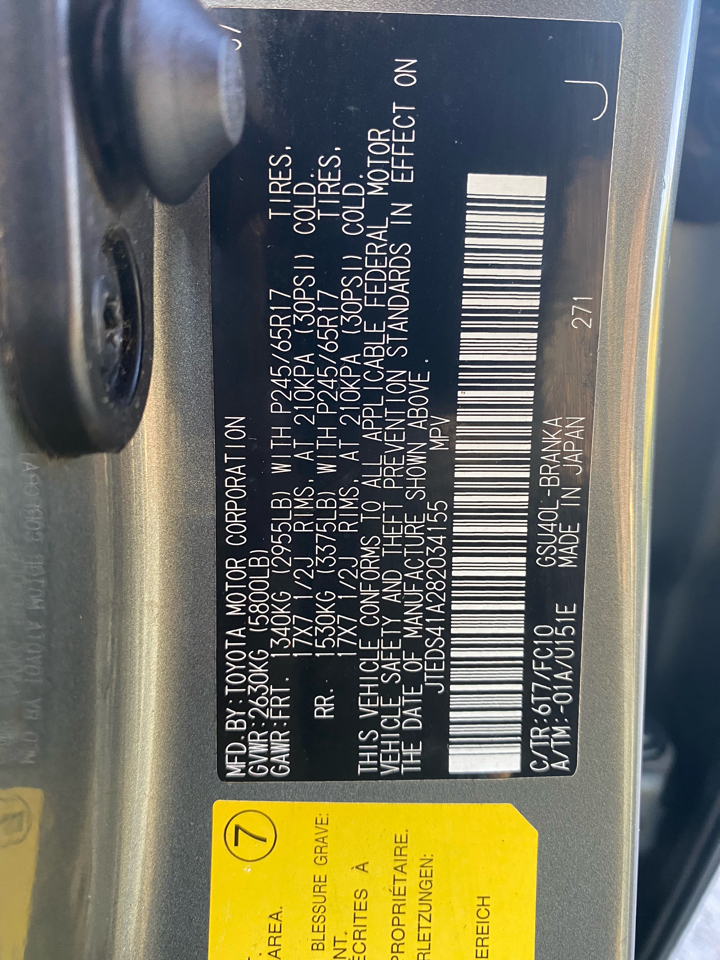 07
MFD.BY:TOYOTA MOTOR CORPORATION
GVWR:2630KG (5800LB)
GAWR:FRT. 1340KG (2955LB) WITH P245/65R17 TIRES,
17X7 1/2J RIMS, AT 210KPA (30PSI) COLD.
RR. 1530KG (3375LB) WITH P245/65R17 TIRES,
17X7 1/2J RIMS, AT 210KPA (30PSI) COLD.
THIS VEHICLE CONFORMS TO ALL APPLICABLE FEDERAL MOTOR
VEHICLE SAFETY AND THEFT PREVENTION STANDARDS IN EFFECT ON
THE DATE OF MANUFACTURE SHOWN ABOVE.
JTEDS41A282034155 MPV
C/TR:617/FC10 GSU40L-BRANKA
A/TM:-01A/U151E MADE IN JAPAN 271
J
7
AREA.
BLESSURE GRAVE:
NT.
ÉCRITES À
PROPRIÉTAIRE.
RLETZUNGEN:
EREICH